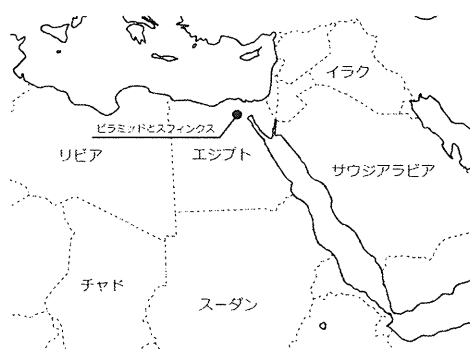 イラク
ピラミッドとスフィンクス
リビア
エジプト
サウジアラビア
チャド
スーダン